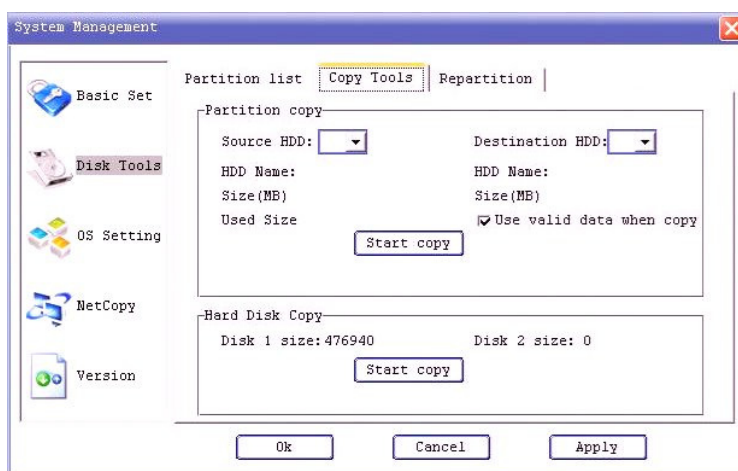 System Management
Basic Set
Disk Tools
OS Setting
NetCopy
Version
Partition list Copy Tools Repartition
Partition copy
Source HDD: Destination HDD:
HDD Name: HDD Name:
Size(MB) Size(MB)
Used Size Use valid data when copy
Start copy
Hard Disk Copy
Disk 1 size:476940 Disk 2 size: 0
Start copy
Ok Cancel Apply